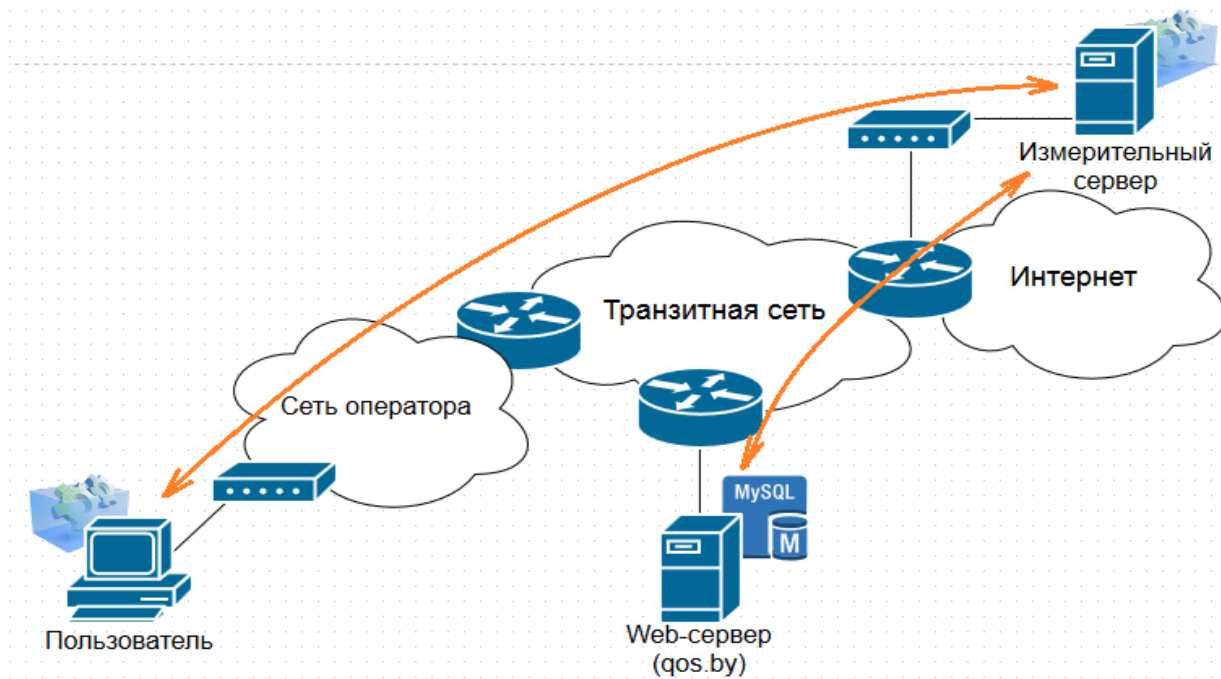 Измерительный
сервер
Интернет
Транзитная сеть
Сеть оператора
MySQL
M
Пользователь
Web-сервер
(qos.by)